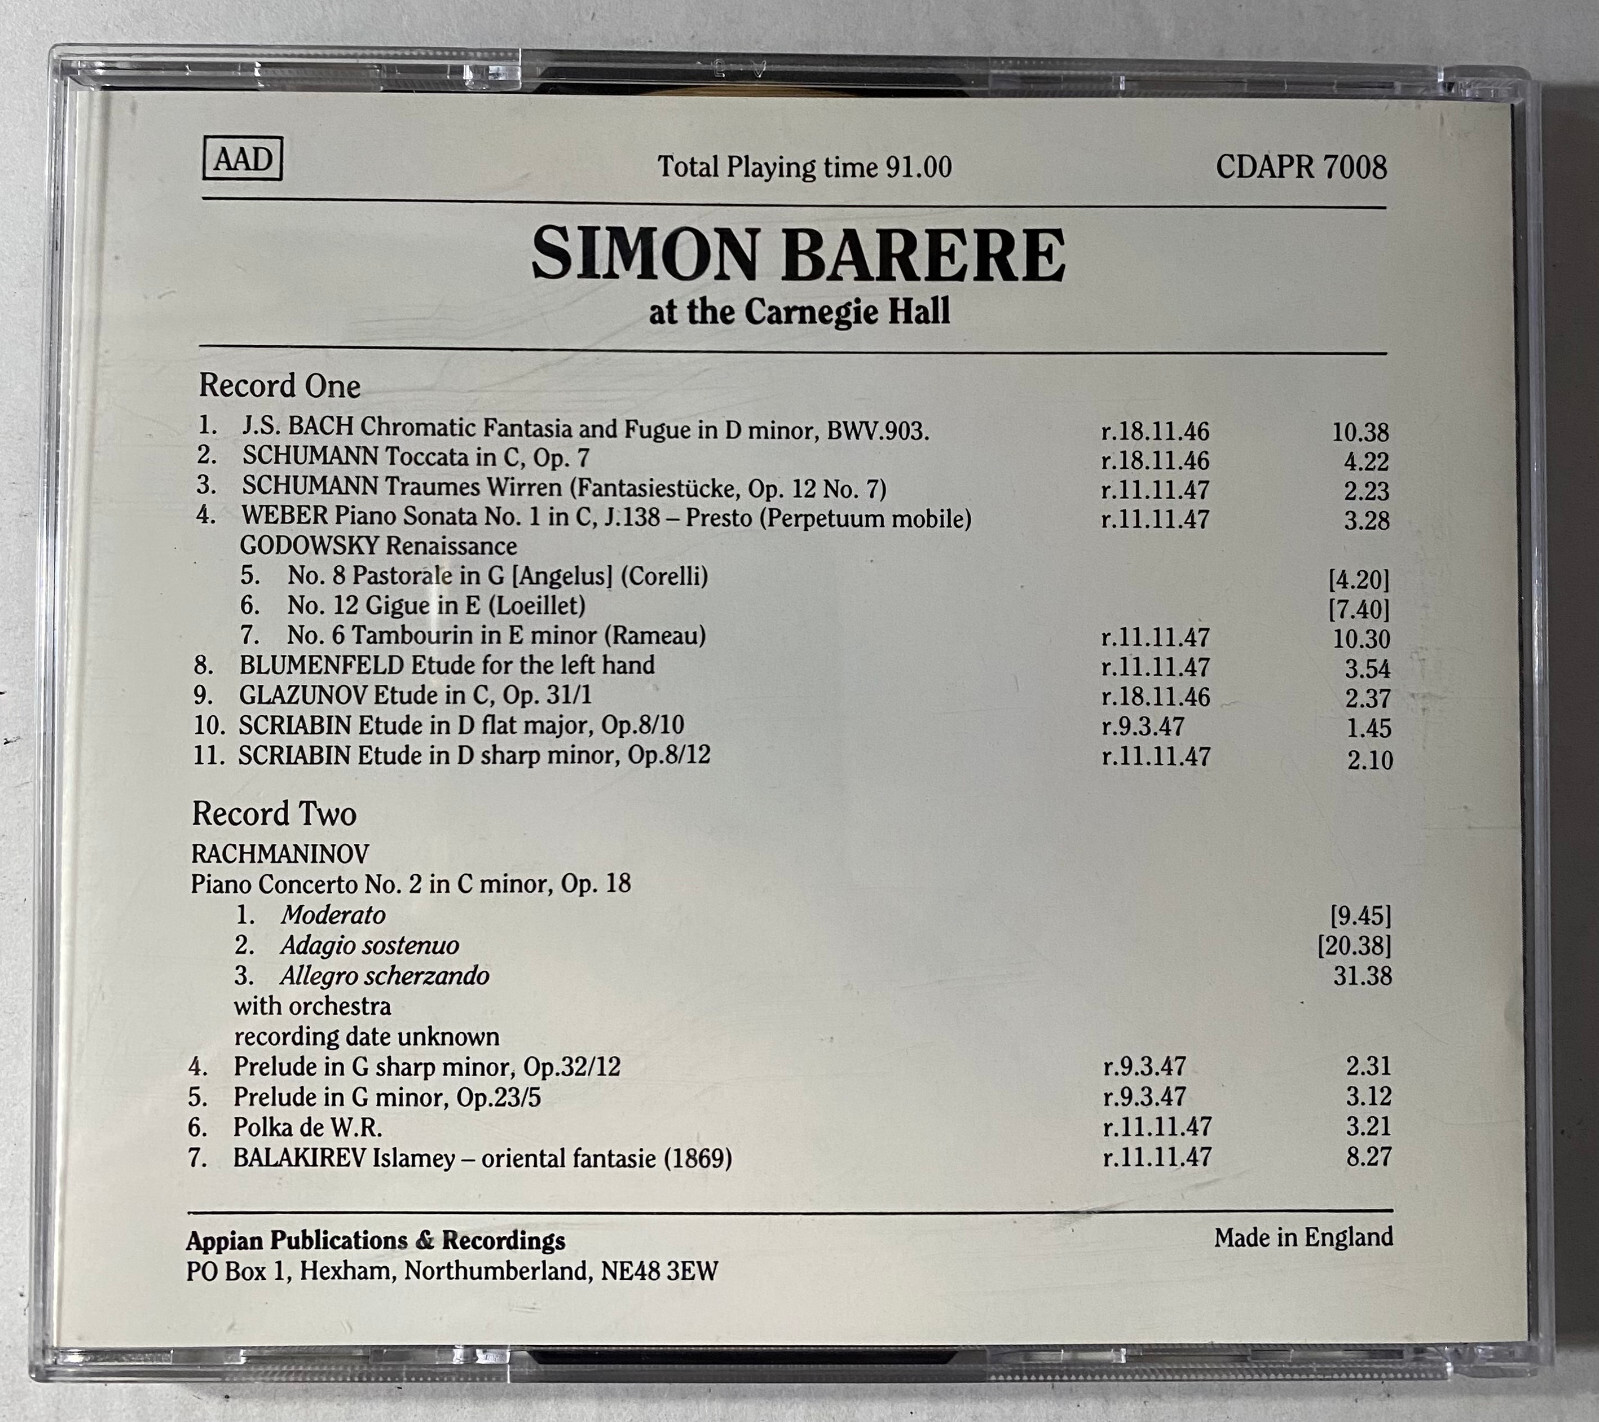 AAD Total Playing time 91.00 CDAPR 7008
SIMON BARERE
at the Carnegie Hall
Record One
1. J.S. BACH Chromatic Fantasia and Fugue in D minor, BWV.903. r.18.11.46 10.38
2. SCHUMANN Toccata in C, Op. 7 r.18.11.46 4.22
3. SCHUMANN Traumes Wirren (Fantasiestücke, Op. 12 No. 7) r.11.11.47 2.23
4. WEBER Piano Sonata No. 1 in C, J.138 – Presto (Perpetuum mobile) r.11.11.47 3.28
GODOWSKY Renaissance
5. No. 8 Pastorale in G [Angelus] (Corelli) [4.20]
6. No. 12 Gigue in E (Loeillet) [7.40]
7. No. 6 Tambourin in E minor (Rameau) r.11.11.47 10.30
8. BLUMENFELD Etude for the left hand r.11.11.47 3.54
9. GLAZUNOV Etude in C, Op. 31/1 r.18.11.46 2.37
10. SCRIABIN Etude in D flat major, Op.8/10 r.9.3.47 1.45
11. SCRIABIN Etude in D sharp minor, Op.8/12 r.11.11.47 2.10
Record Two
RACHMANINOV
Piano Concerto No. 2 in C minor, Op. 18
1. Moderato [9.45]
2. Adagio sostenuo [20.38]
3. Allegro scherzando 31.38
with orchestra
recording date unknown
4. Prelude in G sharp minor, Op.32/12 r.9.3.47 2.31
5. Prelude in G minor, Op.23/5 r.9.3.47 3.12
6. Polka de W.R. r.11.11.47 3.21
7. BALAKIREV Islamey – oriental fantasie (1869) r.11.11.47 8.27
Appian Publications & Recordings Made in England
PO Box 1, Hexham, Northumberland, NE48 3EW